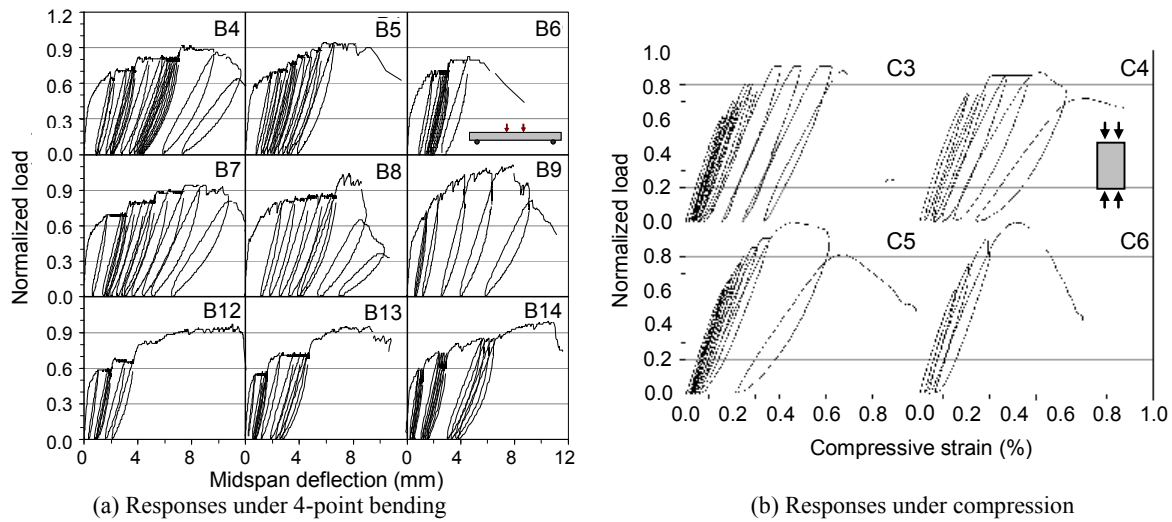 1.2
0.9
0.6
0.3
0.0
B4
B5
B6
0.9
0.6
0.3
0.0
B7
B8
B9
0.9
0.6
0.3
0.0
B12
B13
B14
0 4 8 0 4 8 0 4 8 12
Normalized load
Midspan deflection (mm)
(a) Responses under 4-point bending
1.0
0.8
0.6
0.4
0.2
0.0
C3
C4
1.0
0.8
0.6
0.4
0.2
0.0
C5
C6
0.0 0.2 0.4 0.6 0.8 0.0 0.2 0.4 0.6 0.8 1.0
Normalized load
Compressive strain (%)
(b) Responses under compression